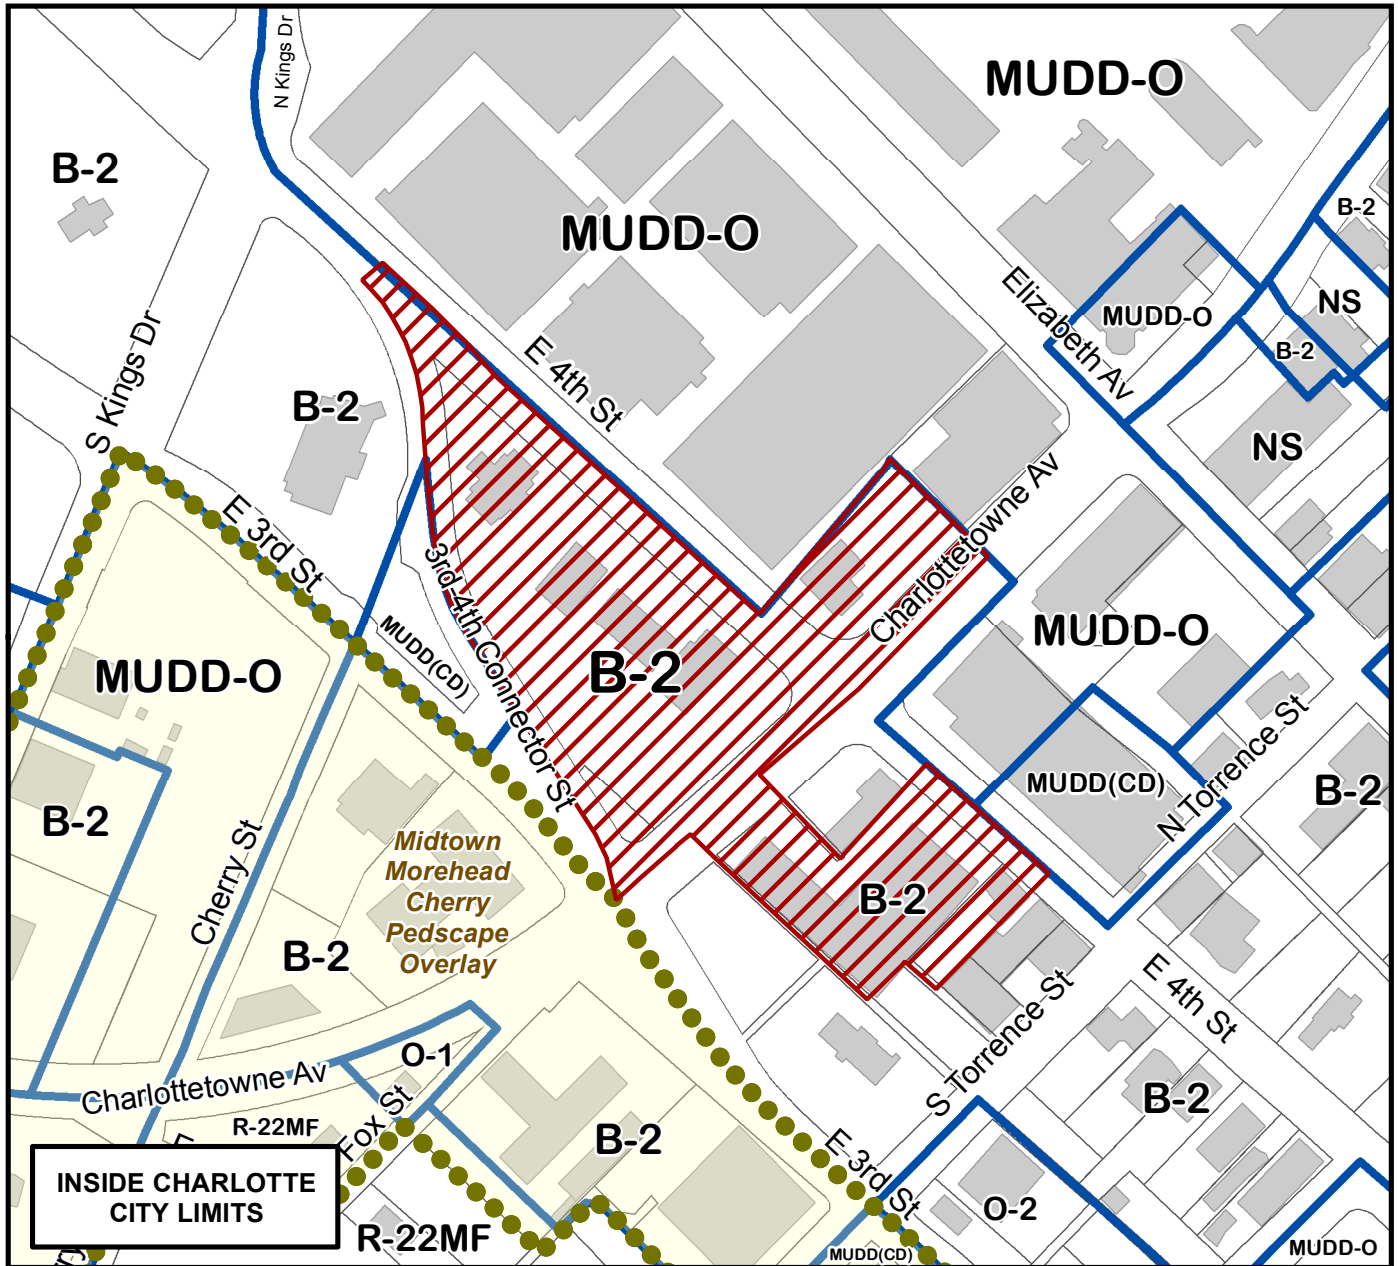 N Kings Dr
MUDD-O
B-2
MUDD-O
B-2
Elizabeth Av
MUDD-O
NS
B-2
S Kings Dr
E 4th St
B-2
NS
E 3rd St
Charlottetowne Av
3rd-4th Connector St
MUDD(CD)
MUDD-O
MUDD-O
B-2
MUDD(CD)
N Torrence St
B-2
B-2
Cherry St
Midtown
Morehead
Cherry
Pedscape
Overlay
B-2
B-2
E 4th St
S Torrence St
O-1
Charlottetowne Av
B-2
R-22MF
Fox St
B-2
E 3rd St
INSIDE CHARLOTTE
CITY LIMITS
O-2
R-22MF
MUDD(CD)
MUDD-O